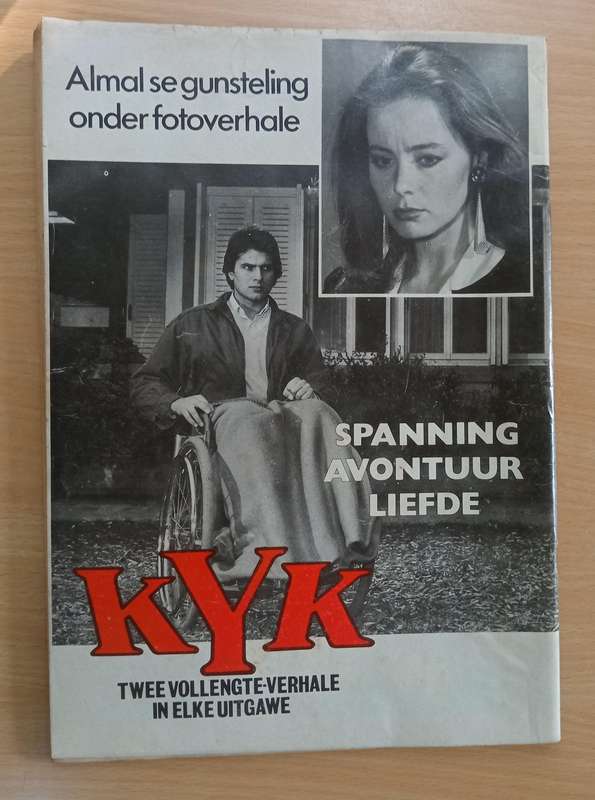 Almal se gunsteling
onder fotoverhale
SPANNING
AVONTUUR
LIEFDE
KYK
TWEE VOLLENGTE-VERHALE
IN ELKE UITGAWE